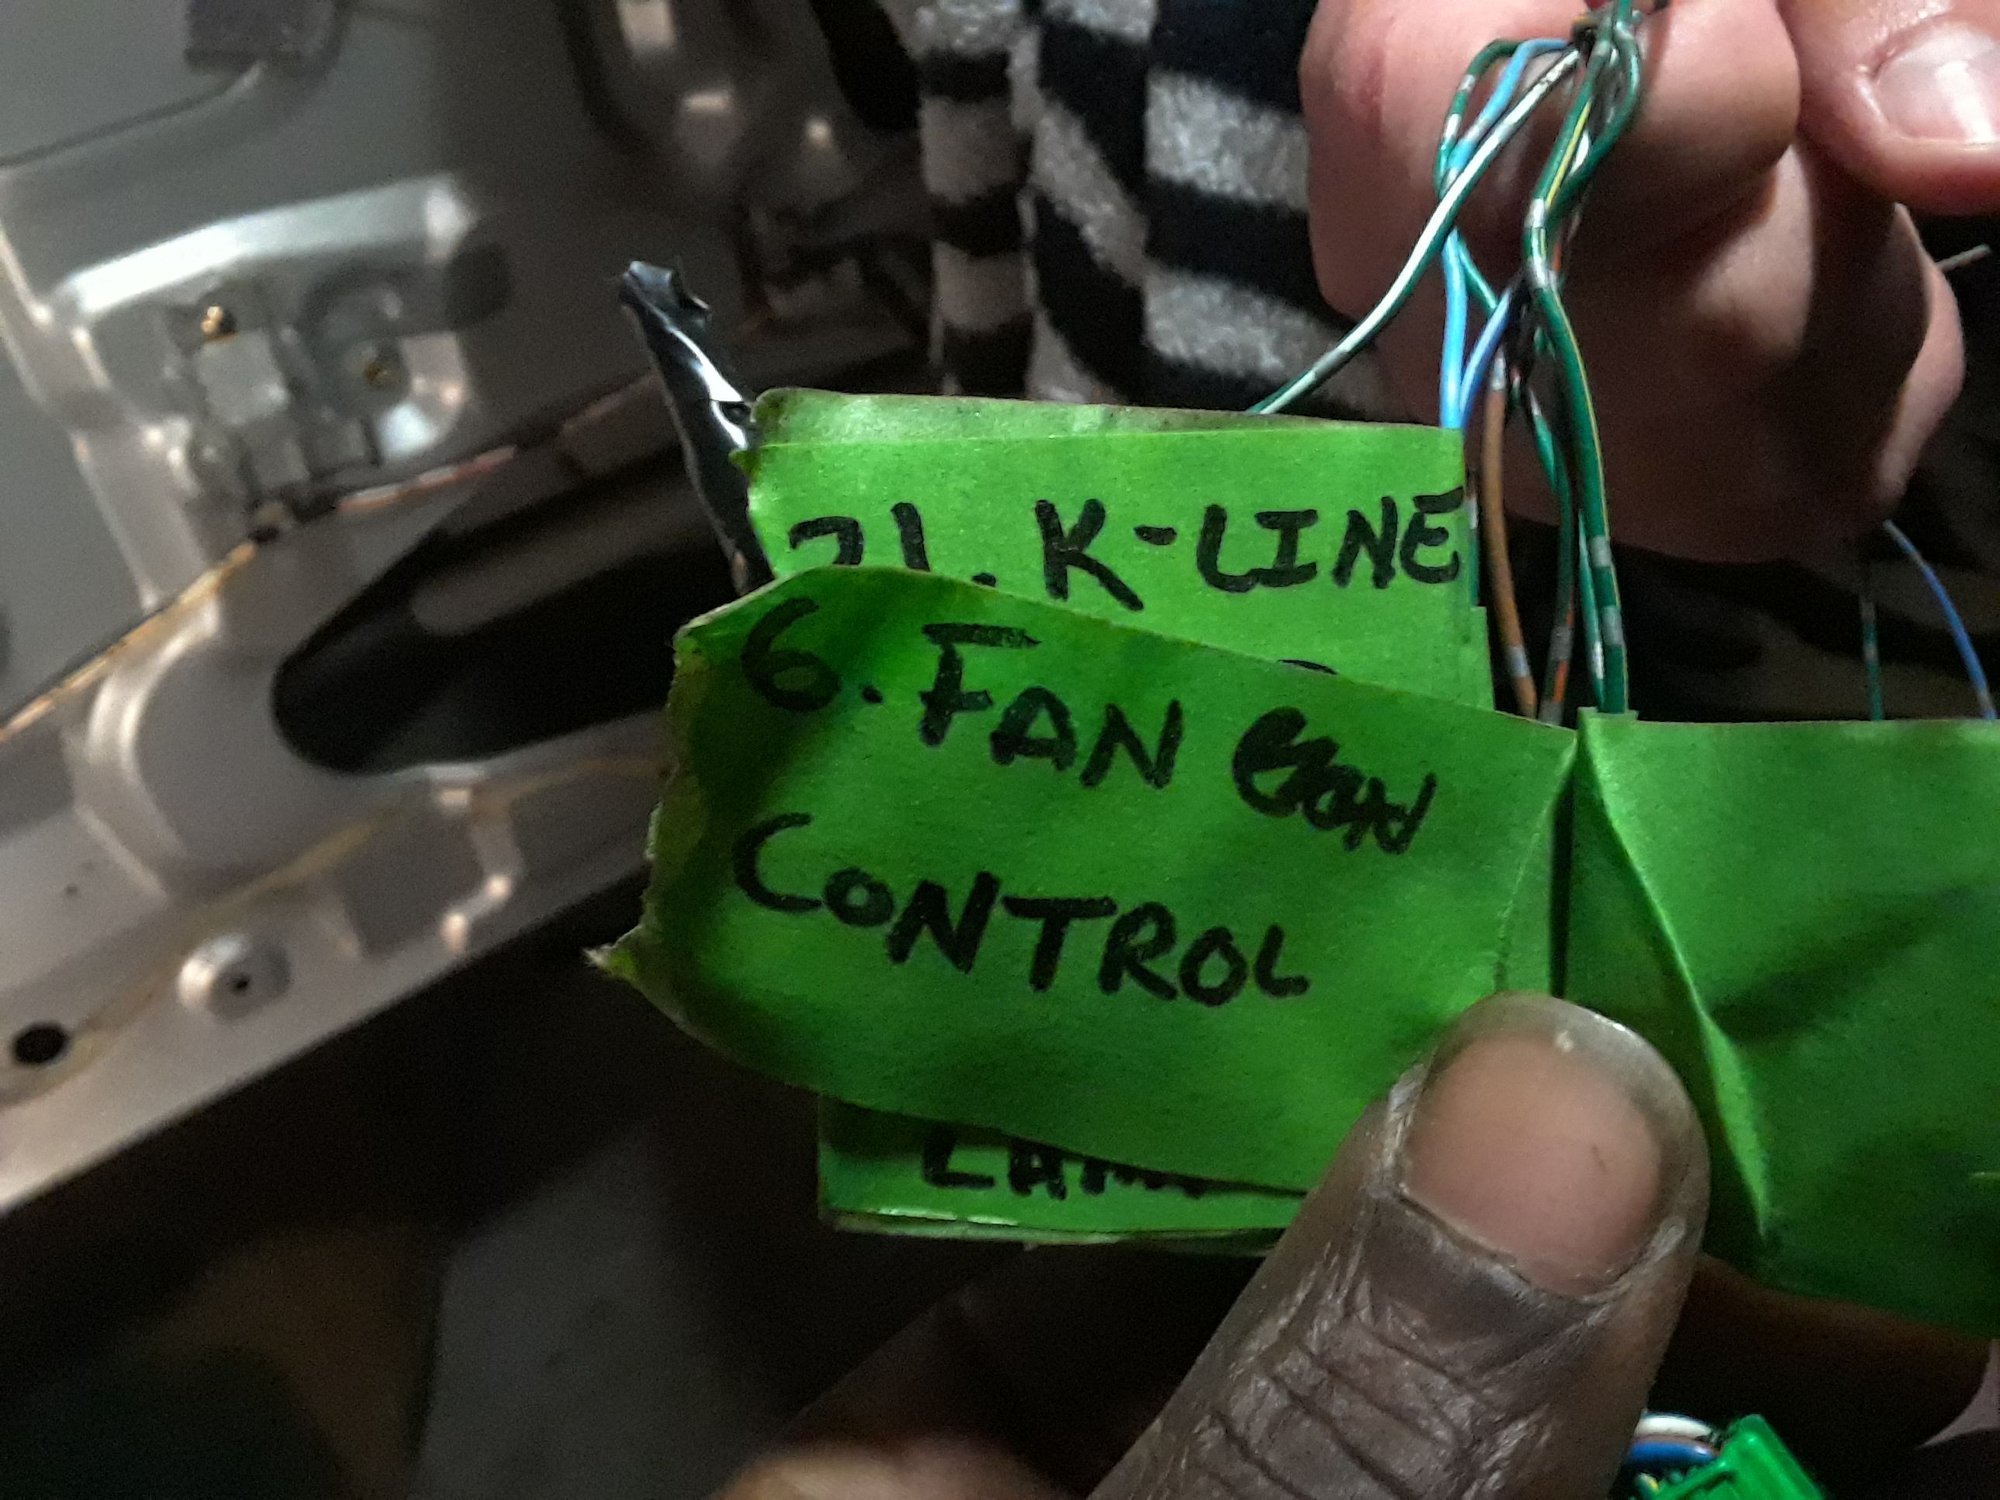 21. K-LINE
6. FAN
CONTROL